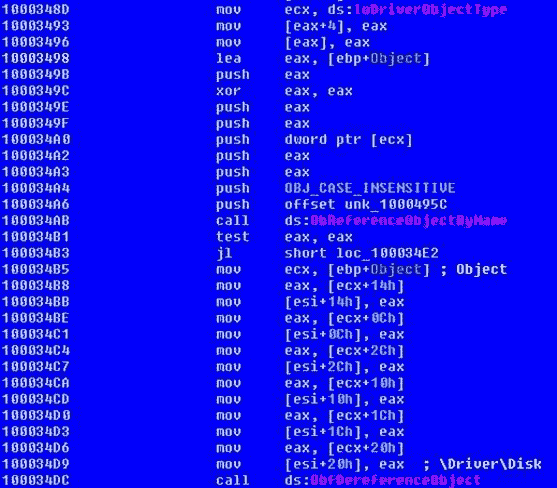 1000348D mov ecx, ds:IoDriverObjectType
10003493 mov [eax+4], eax
10003496 mov [eax], eax
10003498 lea eax, [ebp+Object]
1000349B push eax
1000349C xor eax, eax
1000349E push eax
1000349F push eax
100034A0 push dword ptr [ecx]
100034A2 push eax
100034A3 push eax
100034A4 push OBJ_CASE_INSENSITIVE
100034A6 push offset unk_1000495C
100034AB call ds:ObReferenceObjectByName
100034B1 test eax, eax
100034B3 jl short loc_100034E2
100034B5 mov ecx, [ebp+Object] ; Object
100034B8 mov eax, [ecx+14h]
100034BB mov [esi+14h], eax
100034BE mov eax, [ecx+0Ch]
100034C1 mov [esi+0Ch], eax
100034C4 mov eax, [ecx+2Ch]
100034C7 mov [esi+2Ch], eax
100034CA mov eax, [ecx+10h]
100034CD mov [esi+10h], eax
100034D0 mov eax, [ecx+1Ch]
100034D3 mov [esi+1Ch], eax
100034D6 mov eax, [ecx+20h]
100034D9 mov [esi+20h], eax ; \Driver\Disk
100034DC call ds:ObfDereferenceObject